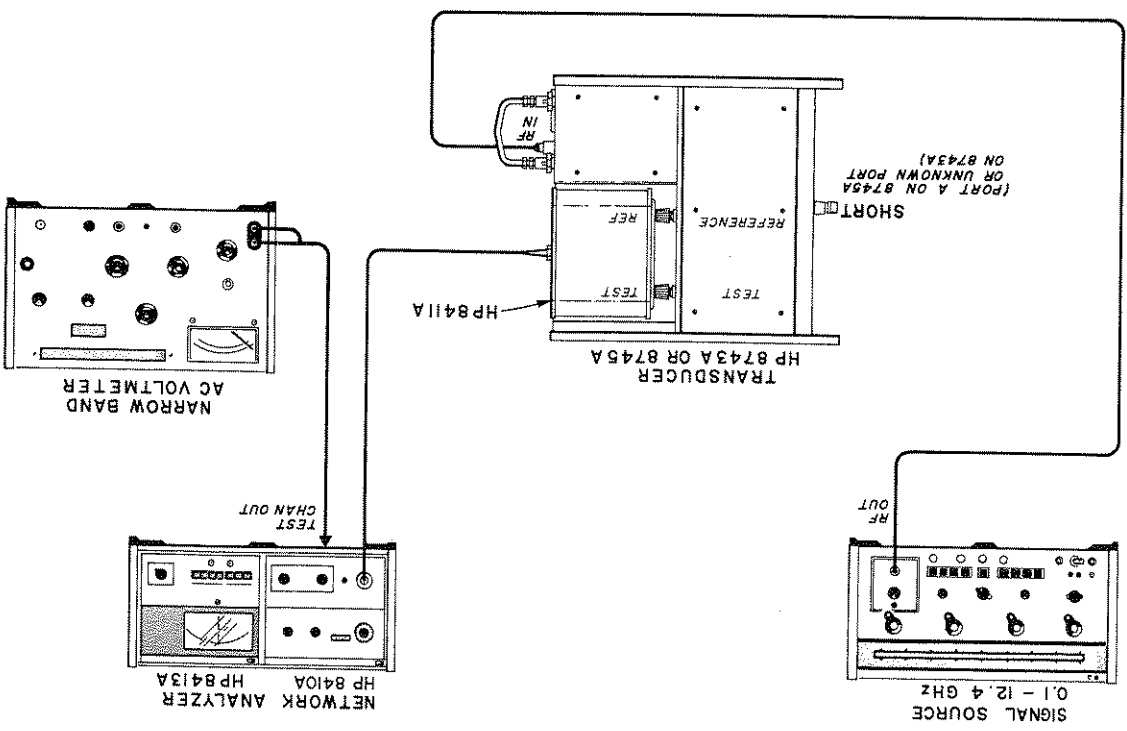 SIGNAL SOURCE
0.1 - 12.4 GHz
RF
OUT
NETWORK ANALYZER
HP 8410A HP8413A
TEST
CHAN OUT
TRANSDUCER
HP 8743A OR 8745A
HP8411A
NARROW BAND
AC VOLTMETER
TEST
TEST
REFERENCE
REF
SHORT
(PORT A ON 8745A
OR UNKNOWN PORT
ON 8743A)
RF
IN